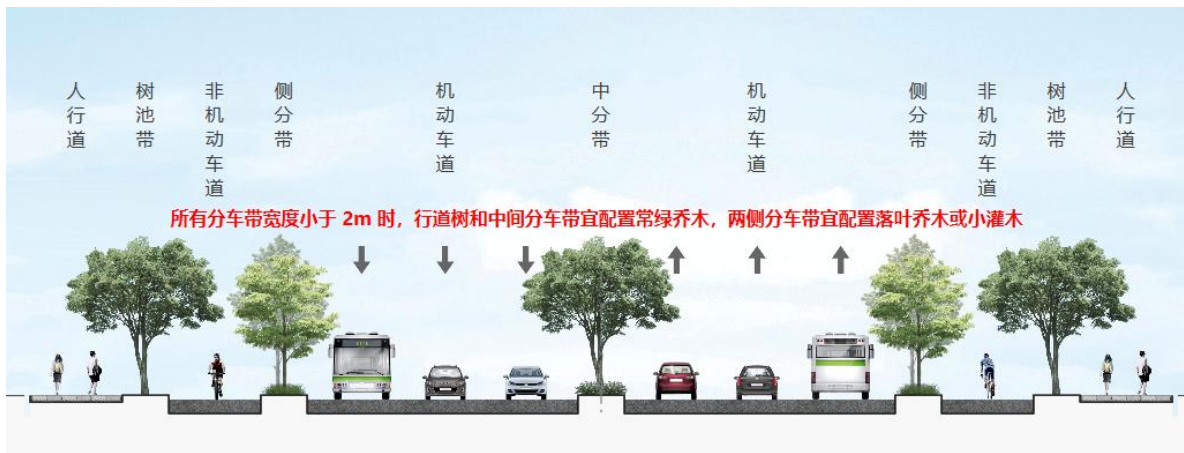 人行道
树池带
非机动车道
侧分带
机动车道
中分带
机动车道
侧分带
非机动车道
树池带
人行道
所有分车带宽度小于 2m 时，行道树和中间分车带宜配置常绿乔木，两侧分车带宜配置落叶乔木或小灌木